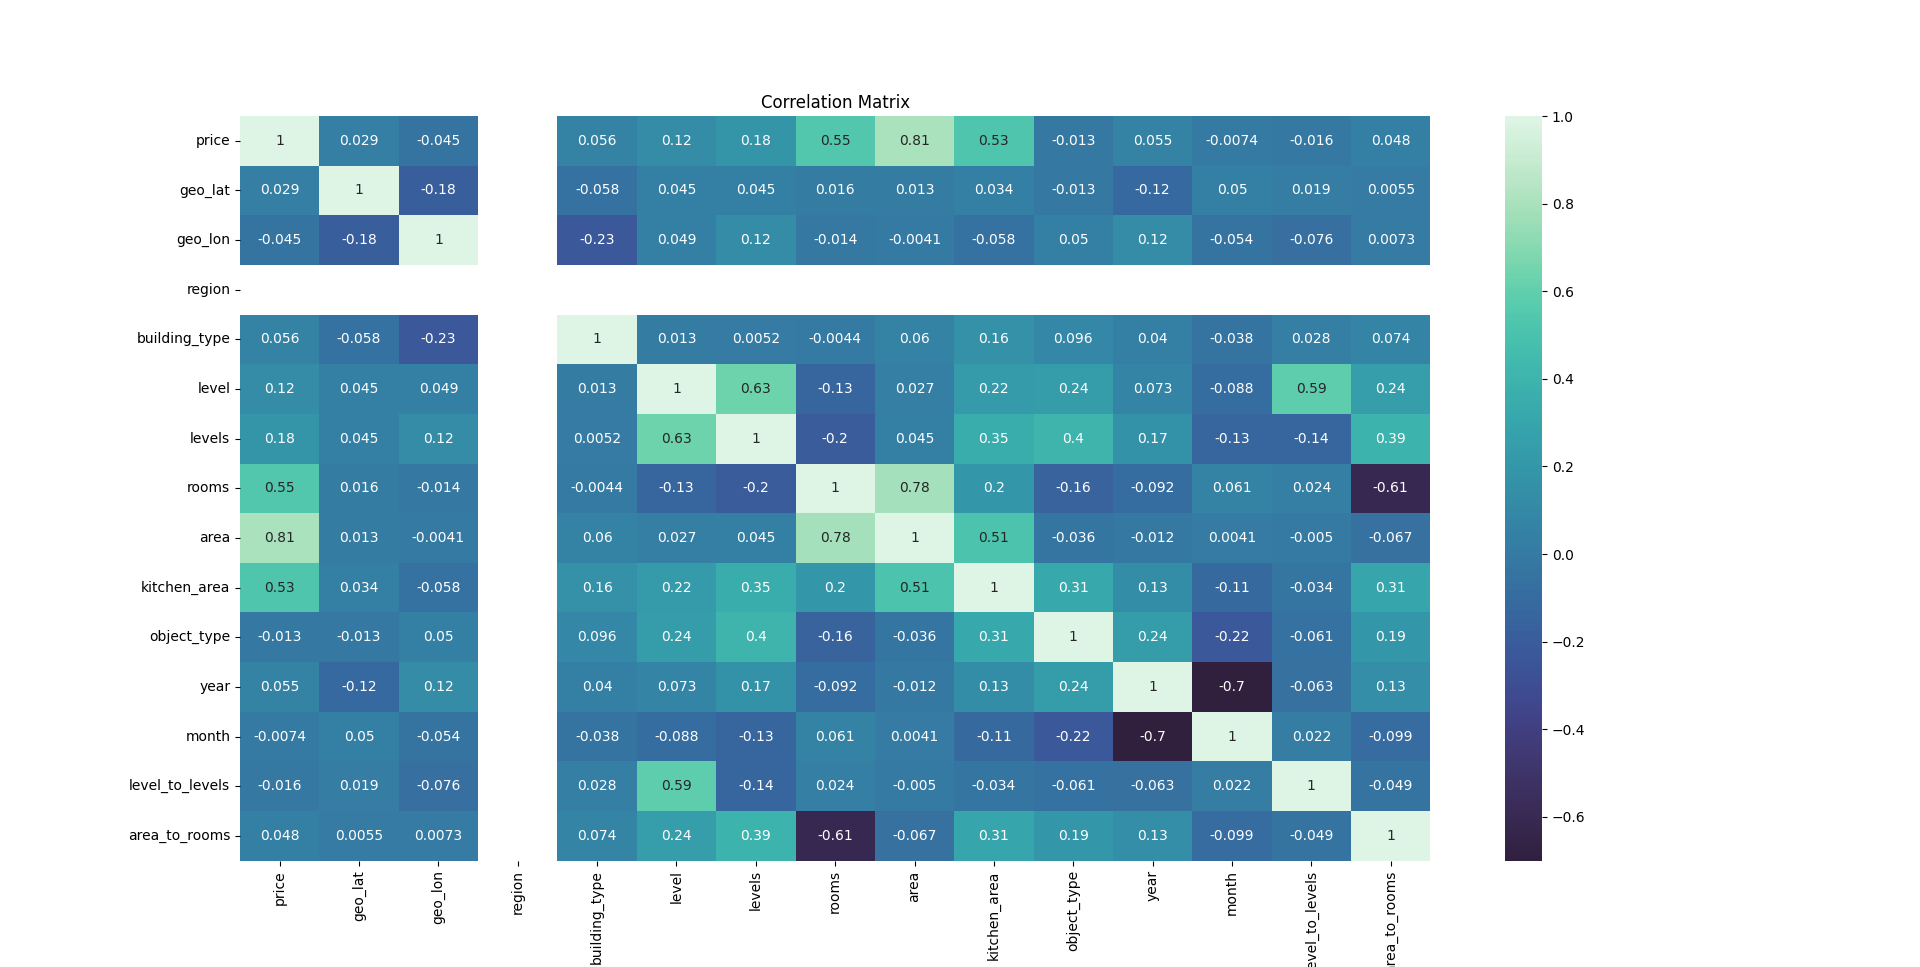 Correlation Matrix
price 1 0.029 -0.045 0.056 0.12 0.18 0.55 0.81 0.53 -0.013 0.055 -0.0074 -0.016 0.048
geo_lat 0.029 1 -0.18 -0.058 0.045 0.045 0.016 0.013 0.034 -0.013 -0.12 0.05 0.019 0.0055
geo_lon -0.045 -0.18 1 -0.23 0.049 0.12 -0.014 -0.0041 -0.058 0.05 0.12 -0.054 -0.076 0.0073
region
building_type 0.056 -0.058 -0.23 1 0.013 0.0052 -0.0044 0.06 0.16 0.096 0.04 -0.038 0.028 0.074
level 0.12 0.045 0.049 0.013 1 0.63 -0.13 0.027 0.22 0.24 0.073 -0.088 0.59 0.24
levels 0.18 0.045 0.12 0.0052 0.63 1 -0.2 0.045 0.35 0.4 0.17 -0.13 -0.14 0.39
rooms 0.55 0.016 -0.014 -0.0044 -0.13 -0.2 1 0.78 0.2 -0.16 -0.092 0.061 0.024 -0.61
area 0.81 0.013 -0.0041 0.06 0.027 0.045 0.78 1 0.51 -0.036 -0.012 0.0041 -0.005 -0.067
kitchen_area 0.53 0.034 -0.058 0.16 0.22 0.35 0.2 0.51 1 0.31 0.13 -0.11 -0.034 0.31
object_type -0.013 -0.013 0.05 0.096 0.24 0.4 -0.16 -0.036 0.31 1 0.24 -0.22 -0.061 0.19
year 0.055 -0.12 0.12 0.04 0.073 0.17 -0.092 -0.012 0.13 0.24 1 -0.7 -0.063 0.13
month -0.0074 0.05 -0.054 -0.038 -0.088 -0.13 0.061 0.0041 -0.11 -0.22 -0.7 1 0.022 -0.099
level_to_levels -0.016 0.019 -0.076 0.028 0.59 -0.14 0.024 -0.005 -0.034 -0.061 -0.063 0.022 1 -0.049
area_to_rooms 0.048 0.0055 0.0073 0.074 0.24 0.39 -0.61 -0.067 0.31 0.19 0.13 -0.099 -0.049 1
price geo_lat geo_lon region building_type level levels rooms area kitchen_area object_type year month evel_to_levels rea_to_rooms
1.0
0.8
0.6
0.4
0.2
0.0
−0.2
−0.4
−0.6